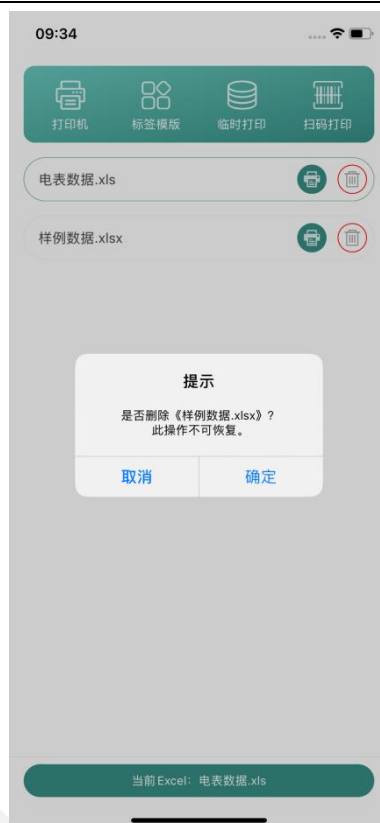 09:34
打印机 标签模版 临时打印 扫码打印
电表数据.xls
样例数据.xlsx
提示
是否删除《样例数据.xlsx》?
此操作不可恢复。
取消 确定
当前Excel: 电表数据.xls